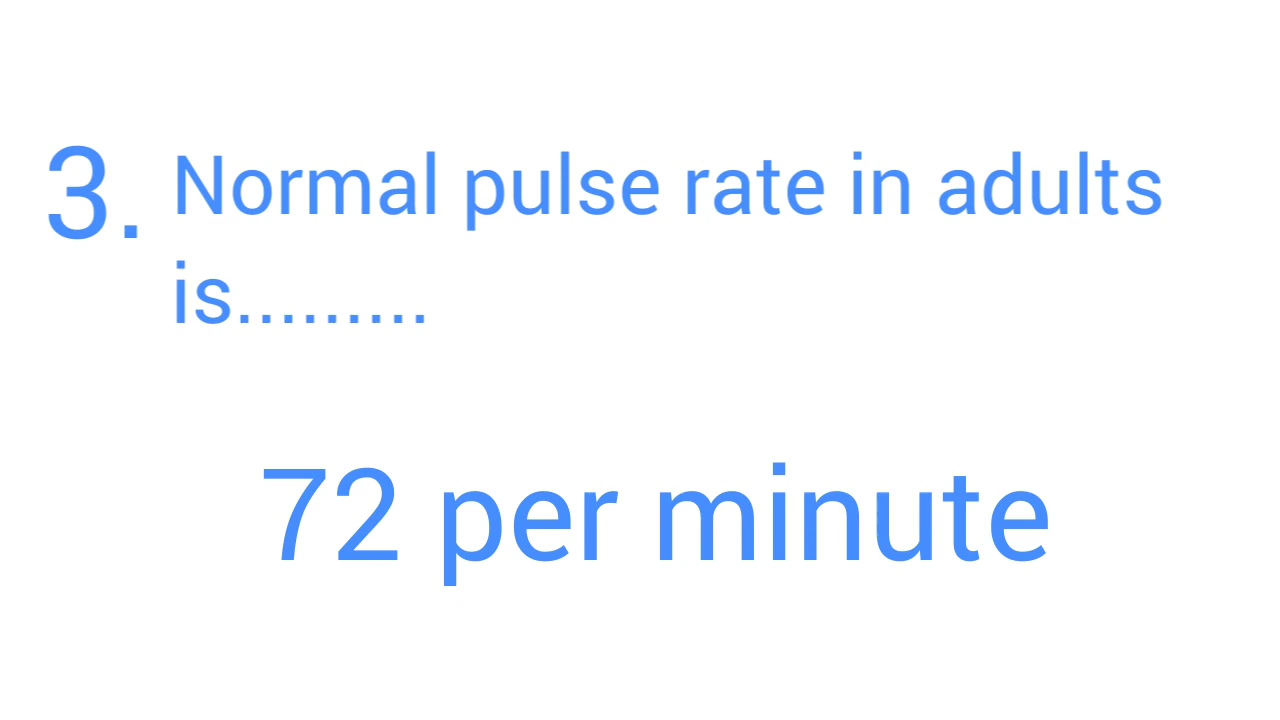 3. Normal pulse rate in adults
is.........
72 per minute